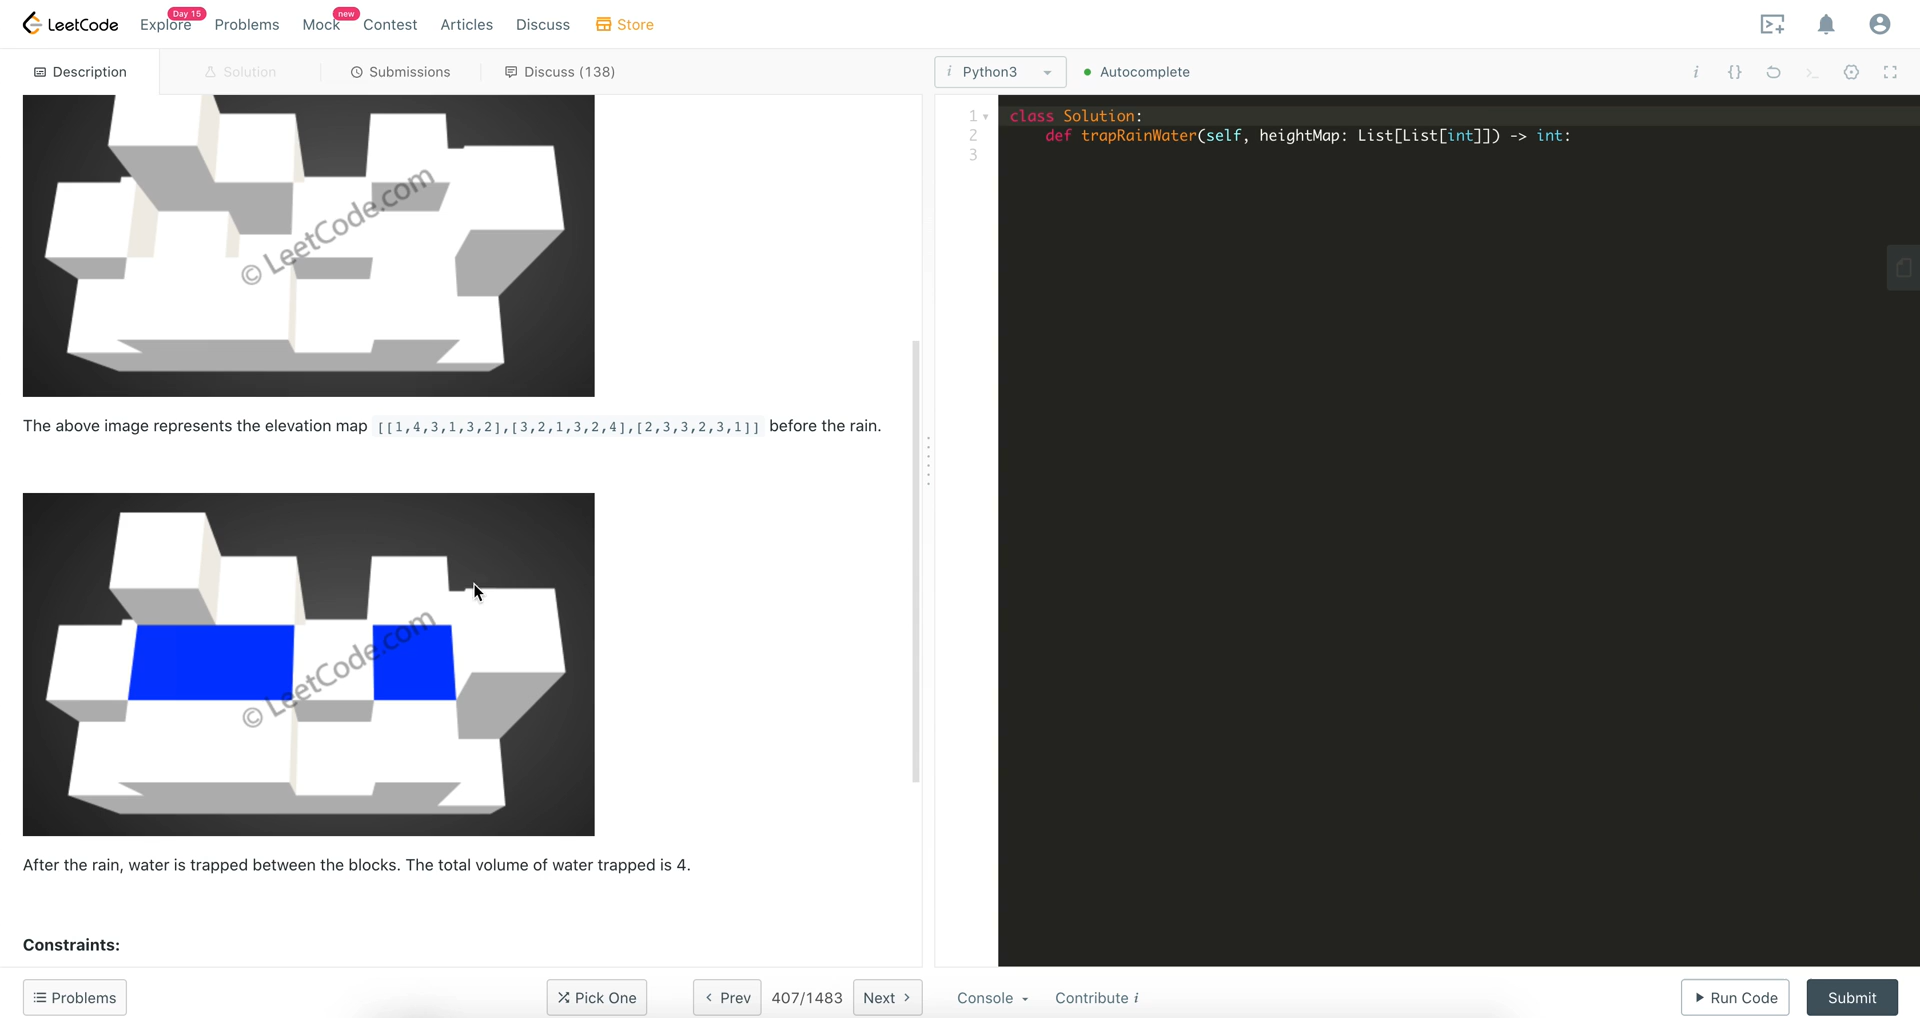 LeetCode
Explore
Day 15
Problems
Mock
new
Contest
Articles
Discuss
Store
Description
Solution
Submissions
Discuss (138)
i Python3
Autocomplete
i
{}
1
class Solution:
2
def trapRainWater(self, heightMap: List[List[int]]) -> int:
3
© LeetCode.com
The above image represents the elevation map [[1,4,3,1,3,2],[3,2,1,3,2,4],[2,3,3,2,3,1]] before the rain.
© LeetCode.com
After the rain, water is trapped between the blocks. The total volume of water trapped is 4.
Constraints:
Problems
Pick One
Prev
407/1483
Next
Console
Contribute i
Run Code
Submit